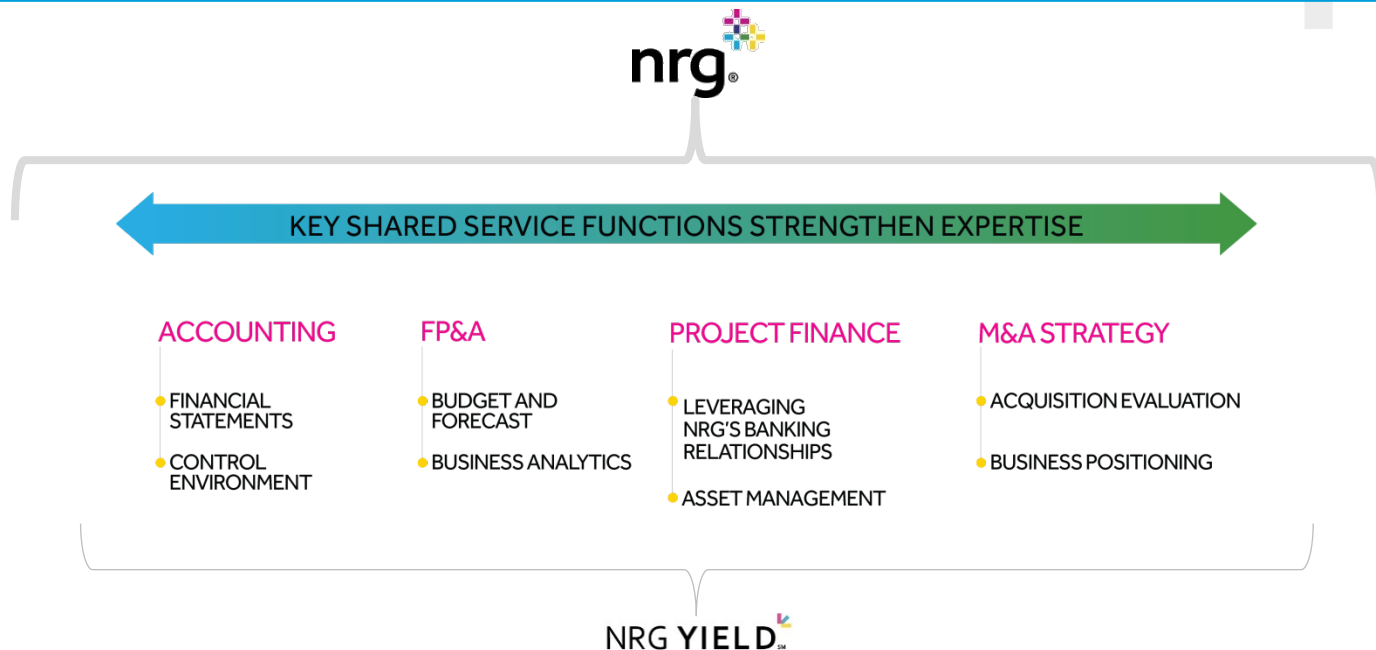 nrg®
KEY SHARED SERVICE FUNCTIONS STRENGTHEN EXPERTISE
ACCOUNTING
FINANCIAL
STATEMENTS
CONTROL
ENVIRONMENT
FP&A
BUDGET AND
FORECAST
BUSINESS ANALYTICS
PROJECT FINANCE
LEVERAGING
NRG'S BANKING
RELATIONSHIPS
ASSET MANAGEMENT
M&A STRATEGY
ACQUISITION EVALUATION
BUSINESS POSITIONING
NRG YIELD℠